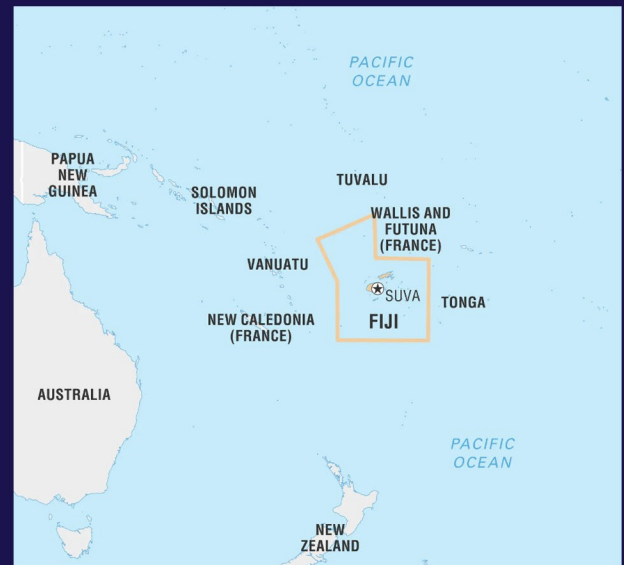 PACIFIC
OCEAN
PAPUA
NEW
GUINEA
SOLOMON
ISLANDS
TUVALU
WALLIS AND
FUTUNA
(FRANCE)
VANUATU
SUVA
TONGA
NEW CALEDONIA
(FRANCE)
FIJI
AUSTRALIA
PACIFIC
OCEAN
NEW
ZEALAND